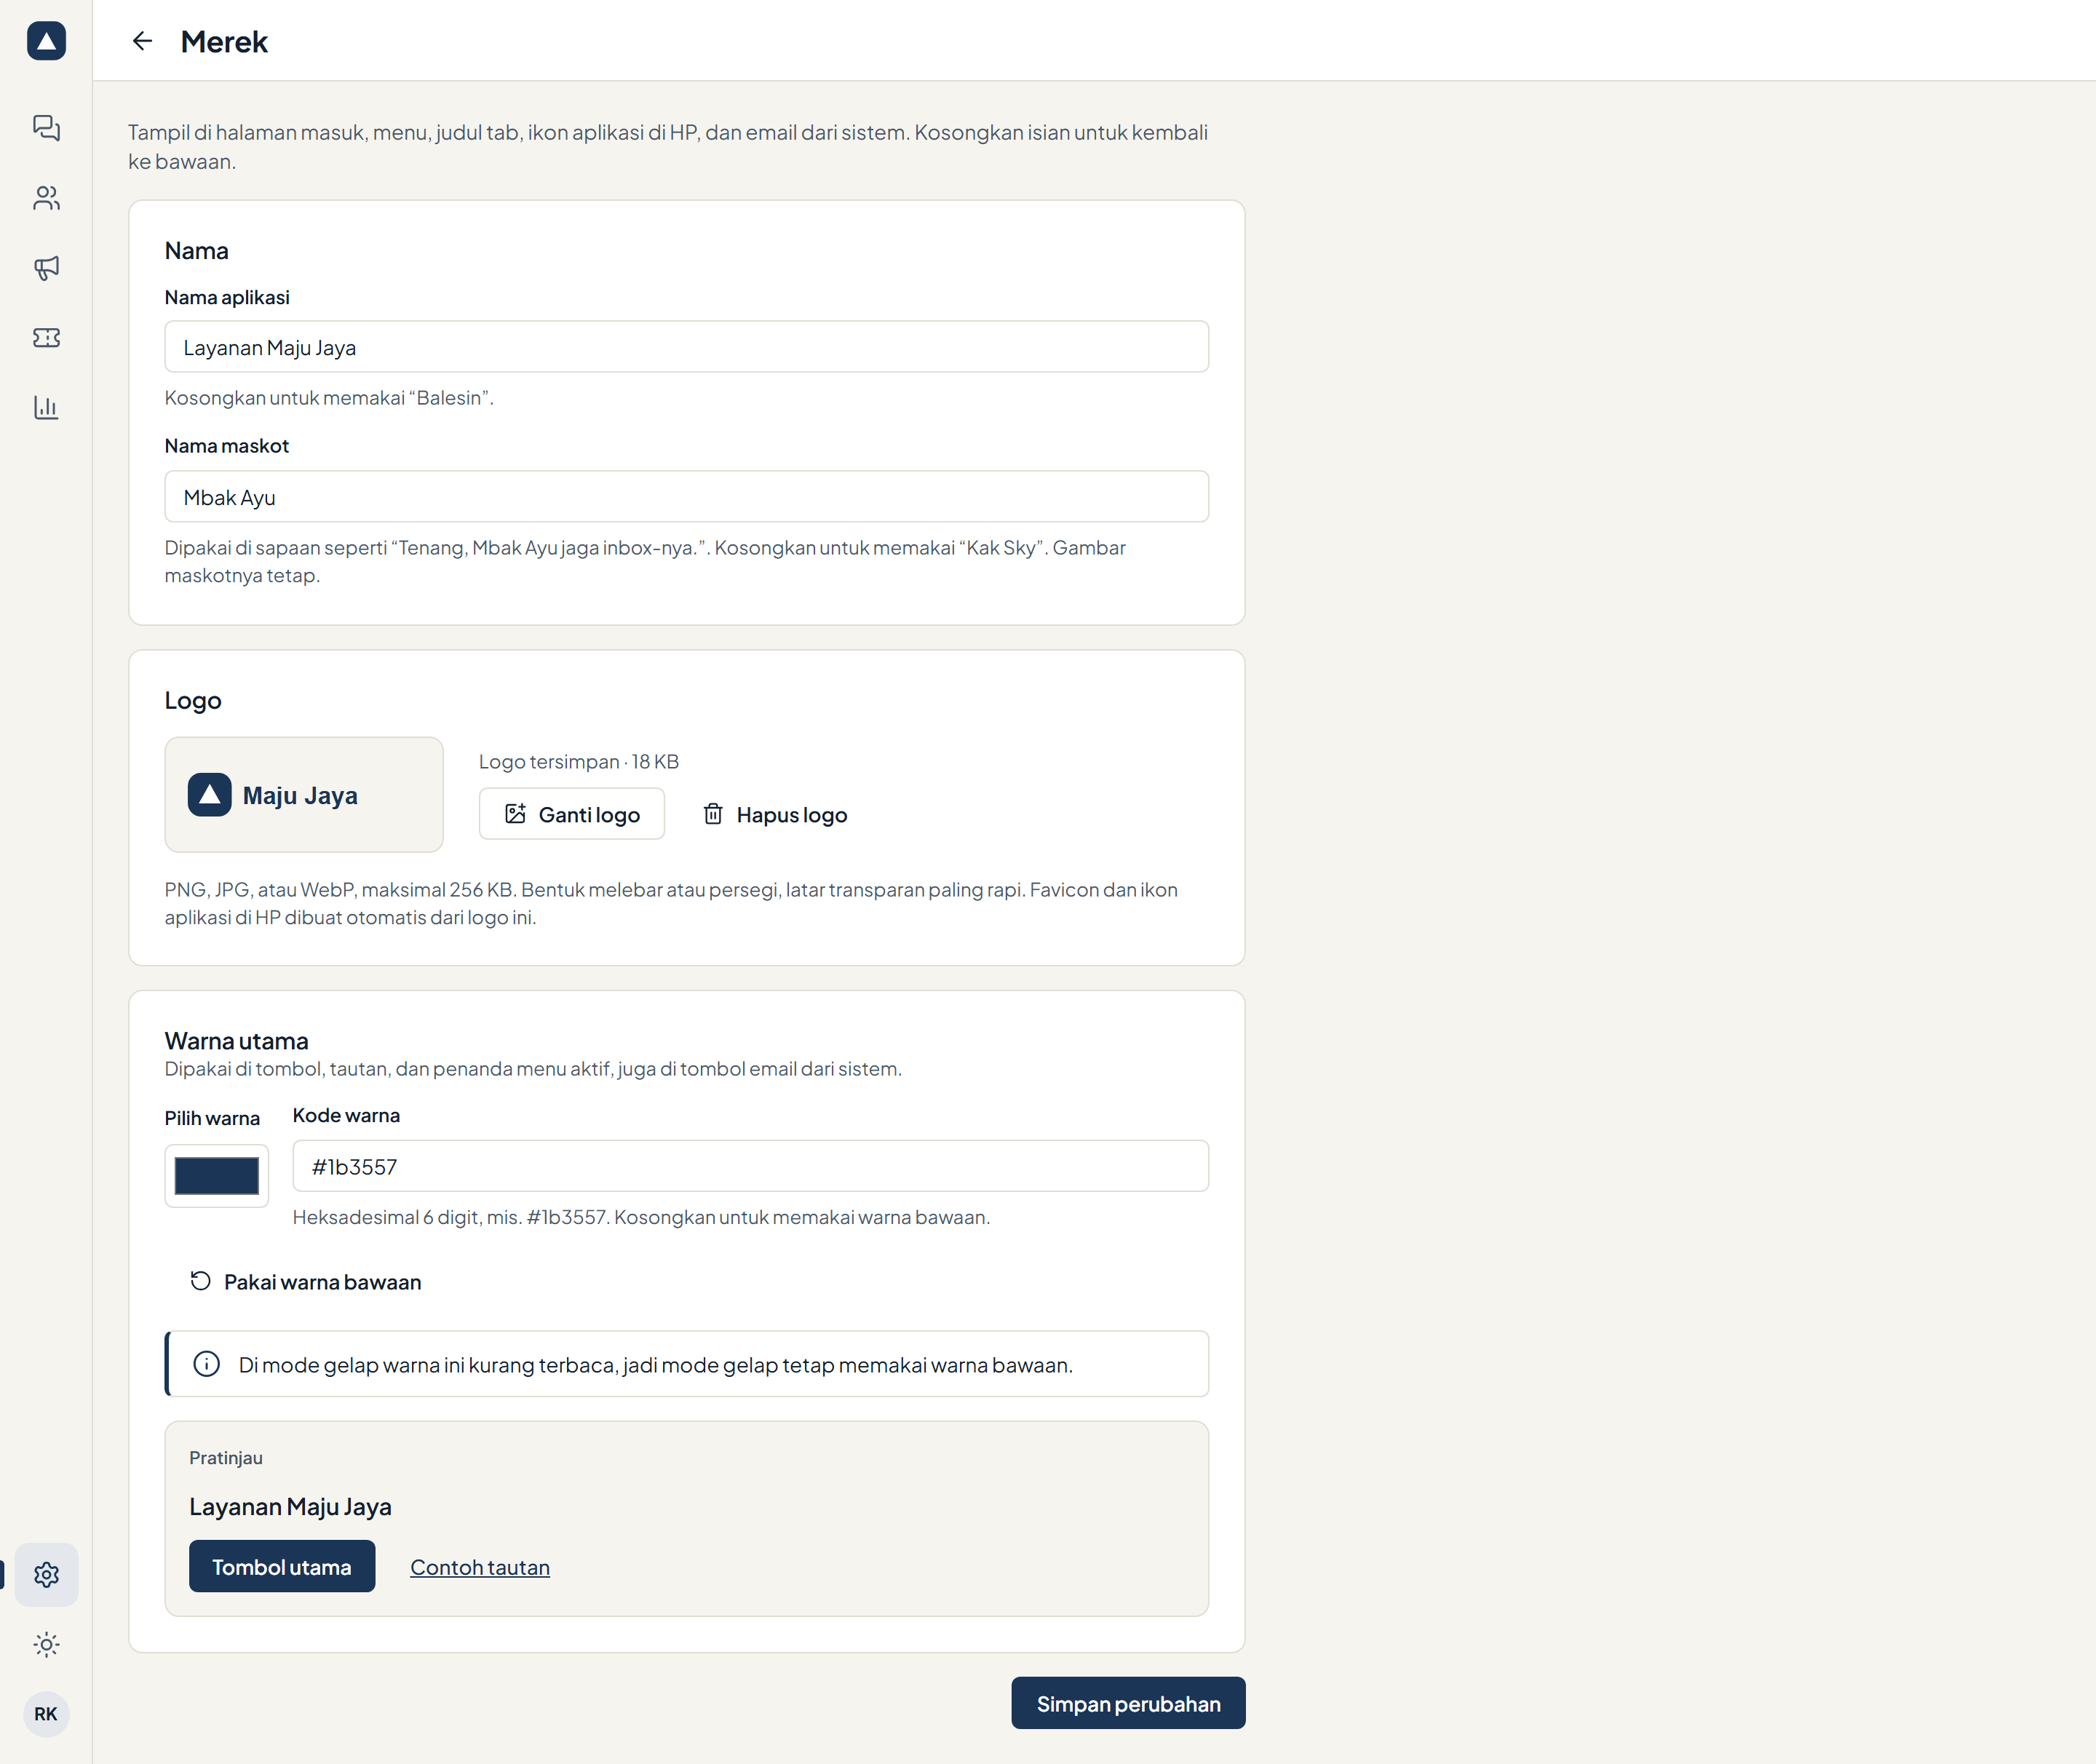 Merek
Tampil di halaman masuk, menu, judul tab, ikon aplikasi di HP, dan email dari sistem. Kosongkan isian untuk kembali
ke bawaan.
Nama
Nama aplikasi
Layanan Maju Jaya
Kosongkan untuk memakai “Balesin”.
Nama maskot
Mbak Ayu
Dipakai di sapaan seperti “Tenang, Mbak Ayu jaga inbox-nya.”. Kosongkan untuk memakai “Kak Sky”. Gambar
maskotnya tetap.
Logo
Maju Jaya
Logo tersimpan · 18 KB
Ganti logo
Hapus logo
PNG, JPG, atau WebP, maksimal 256 KB. Bentuk melebar atau persegi, latar transparan paling rapi. Favicon dan ikon
aplikasi di HP dibuat otomatis dari logo ini.
Warna utama
Dipakai di tombol, tautan, dan penanda menu aktif, juga di tombol email dari sistem.
Pilih warna
Kode warna
#1b3557
Heksadesimal 6 digit, mis. #1b3557. Kosongkan untuk memakai warna bawaan.
Pakai warna bawaan
Di mode gelap warna ini kurang terbaca, jadi mode gelap tetap memakai warna bawaan.
Pratinjau
Layanan Maju Jaya
Tombol utama
Contoh tautan
Simpan perubahan
RK